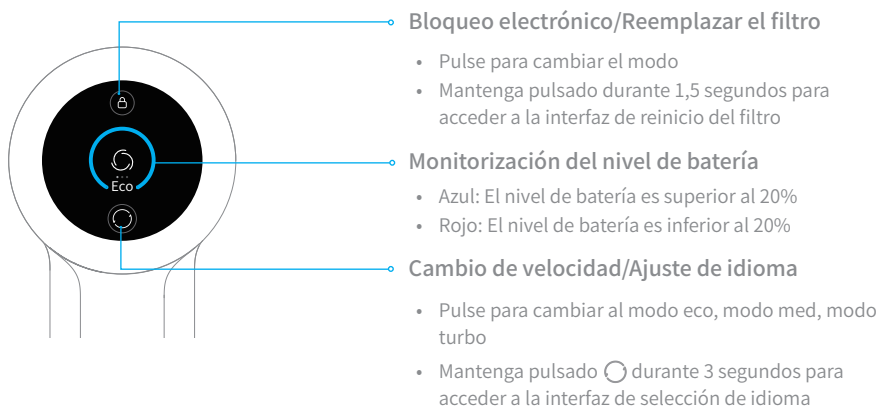 Bloqueo electrónico/Reemplazar el filtro
• Pulse para cambiar el modo
• Mantenga pulsado durante 1,5 segundos para
acceder a la interfaz de reinicio del filtro
Monitorización del nivel de batería
• Azul: El nivel de batería es superior al 20%
• Rojo: El nivel de batería es inferior al 20%
Eco
Cambio de velocidad/Ajuste de idioma
• Pulse para cambiar al modo eco, modo med, modo
turbo
• Mantenga pulsado durante 3 segundos para
acceder a la interfaz de selección de idioma